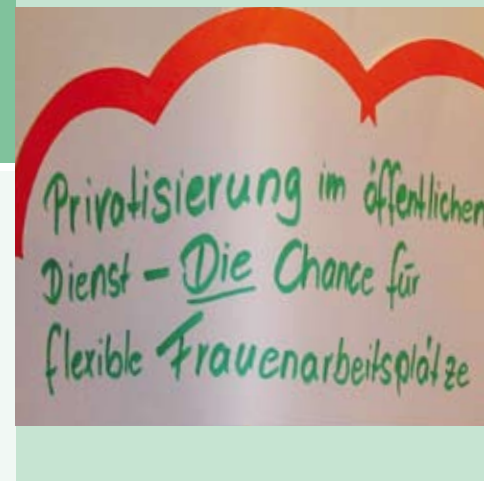 Privatisierung im öffentlichen
Dienst – Die Chance für
flexible Frauenarbeitsplätze